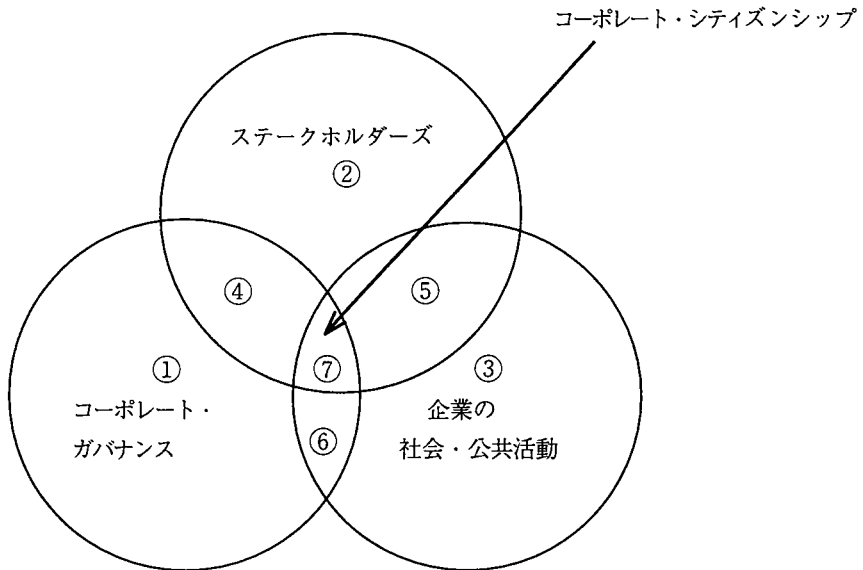 コーポレート・シティズンシップ
ステークホルダーズ
②
④
⑤
①
⑦
③
コーポレート・
ガバナンス
企業の
社会・公共活動
⑥